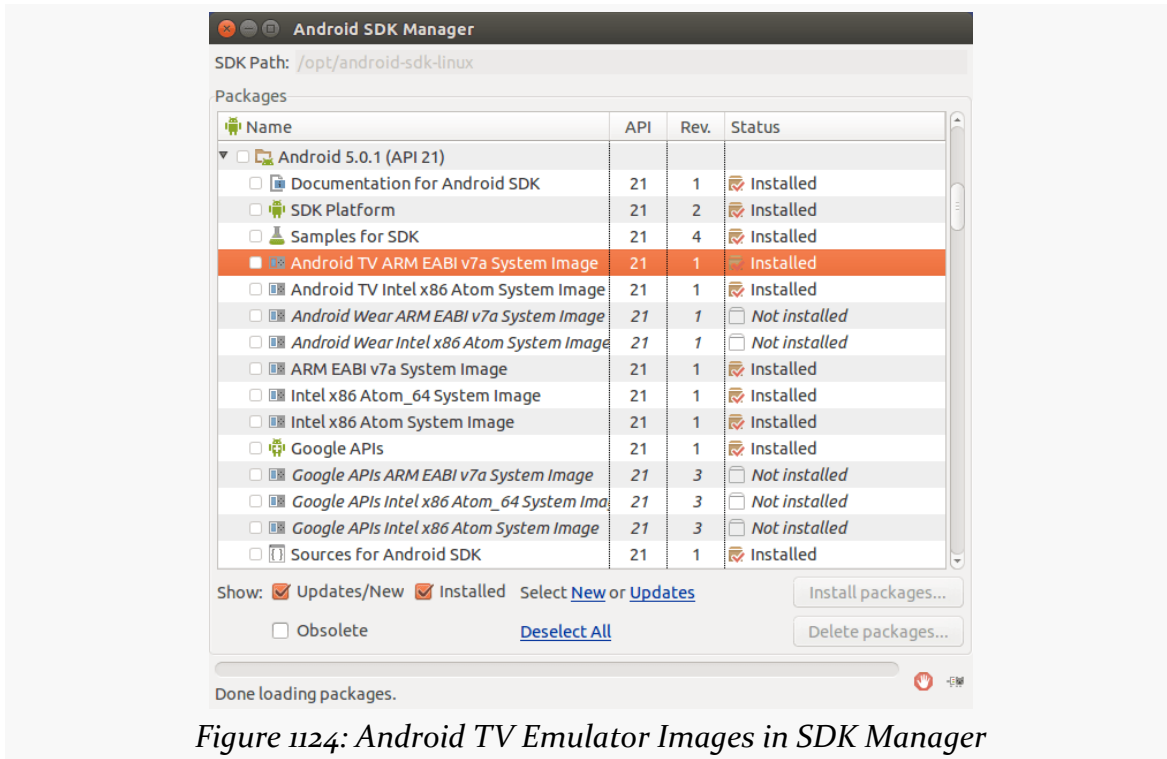 Android SDK Manager
SDK Path: /opt/android-sdk-linux
Packages
Name API Rev. Status
Android 5.0.1 (API 21)
Documentation for Android SDK 21 1 Installed
SDK Platform 21 2 Installed
Samples for SDK 21 4 Installed
Android TV ARM EABI v7a System Image 21 1 Installed
Android TV Intel x86 Atom System Image 21 1 Installed
Android Wear ARM EABI v7a System Image 21 1 Not installed
Android Wear Intel x86 Atom System Image 21 1 Not installed
ARM EABI v7a System Image 21 1 Installed
Intel x86 Atom_64 System Image 21 1 Installed
Intel x86 Atom System Image 21 1 Installed
Google APIs 21 1 Installed
Google APIs ARM EABI v7a System Image 21 3 Not installed
Google APIs Intel x86 Atom_64 System Ima 21 3 Not installed
Google APIs Intel x86 Atom System Image 21 3 Not installed
Sources for Android SDK 21 1 Installed
Show: Updates/New Installed Select New or Updates Install packages...
Obsolete Deselect All Delete packages...
Done loading packages.
Figure 1124: Android TV Emulator Images in SDK Manager